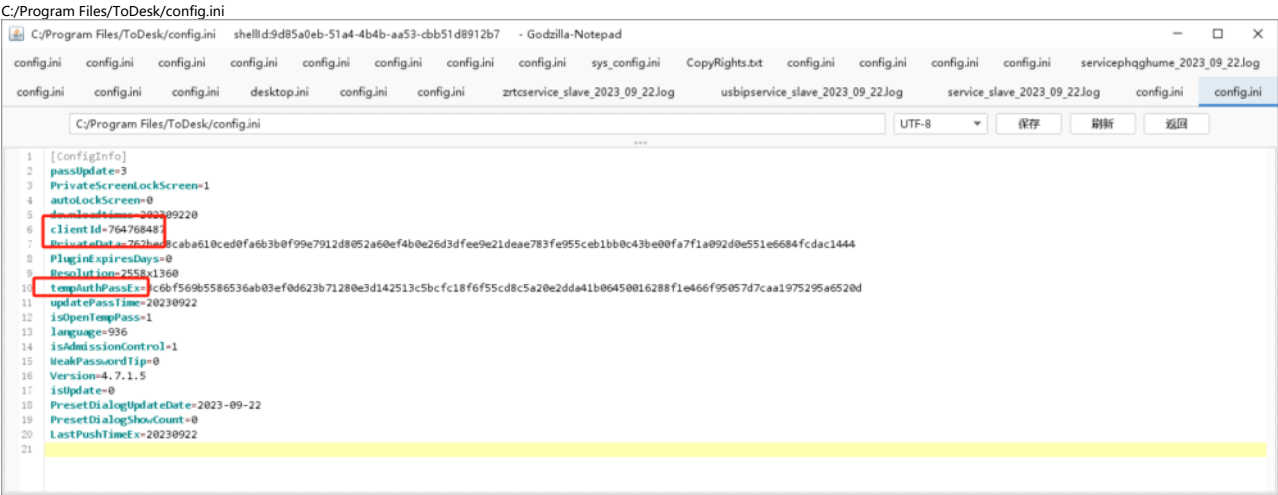 C:/Program Files/ToDesk/config.ini
C:/Program Files/ToDesk/config.ini shellId:9d85a0eb-51a4-4b4b-aa53-cbb51d8912b7 - Godzilla-Notepad
config.ini config.ini config.ini config.ini config.ini config.ini config.ini config.ini sys_config.ini CopyRights.txt config.ini config.ini config.ini config.ini servicephqghume_2023_09_22.log
config.ini config.ini config.ini desktop.ini config.ini config.ini zrtcservice_slave_2023_09_22.log usbipservice_slave_2023_09_22.log service_slave_2023_09_22.log config.ini config.ini
C:/Program Files/ToDesk/config.ini UTF-8 保存 刷新 返回
1 [ConfigInfo]
2 passUpdate=3
3 PrivateScreenLockScreen=1
4 autoLockScreen=0
5 downloadtimes=202309220
6 clientId=764768487
7 PrivateData=762bec8caba610ced0fa6b3b0f99e7912d8052a60ef4b0e26d3dfee9e21deae783fe955ceb1bb0c43be00fa7f1a092d0e551e6684fcdac1444
8 PluginExpiresDays=0
9 Resolution=2558x1360
10 tempAuthPassEx=3c6bf569b5586536ab03ef0d623b71280e3d142513c5bcfc18f6f55cd8c5a20e2dda41b06450016288f1e466f95057d7caa1975295a6520d
11 updatePassTime=20230922
12 isOpenTempPass=1
13 language=936
14 isAdmissionControl=1
15 WeakPasswordTip=0
16 Version=4.7.1.5
17 isUpdate=0
18 PresetDialogUpdateDate=2023-09-22
19 PresetDialogShowCount=0
20 LastPushTimeEx=20230922
21